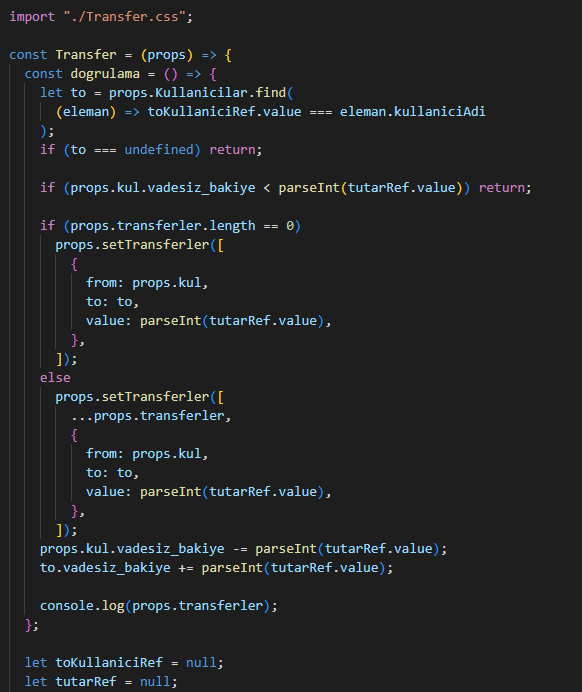 import "./Transfer.css";
const Transfer = (props) => {
const dogrulama = () => {
let to = props.Kullanicilar.find(
(eleman) => toKullaniciRef.value === eleman.kullaniciAdi
);
if (to === undefined) return;
if (props.kul.vadesiz_bakiye < parseInt(tutarRef.value)) return;
if (props.transferler.length == 0)
props.setTransferler([
{
from: props.kul,
to: to,
value: parseInt(tutarRef.value),
},
]);
else
props.setTransferler([
...props.transferler,
{
from: props.kul,
to: to,
value: parseInt(tutarRef.value),
},
]);
props.kul.vadesiz_bakiye -= parseInt(tutarRef.value);
to.vadesiz_bakiye += parseInt(tutarRef.value);
console.log(props.transferler);
};
let toKullaniciRef = null;
let tutarRef = null;